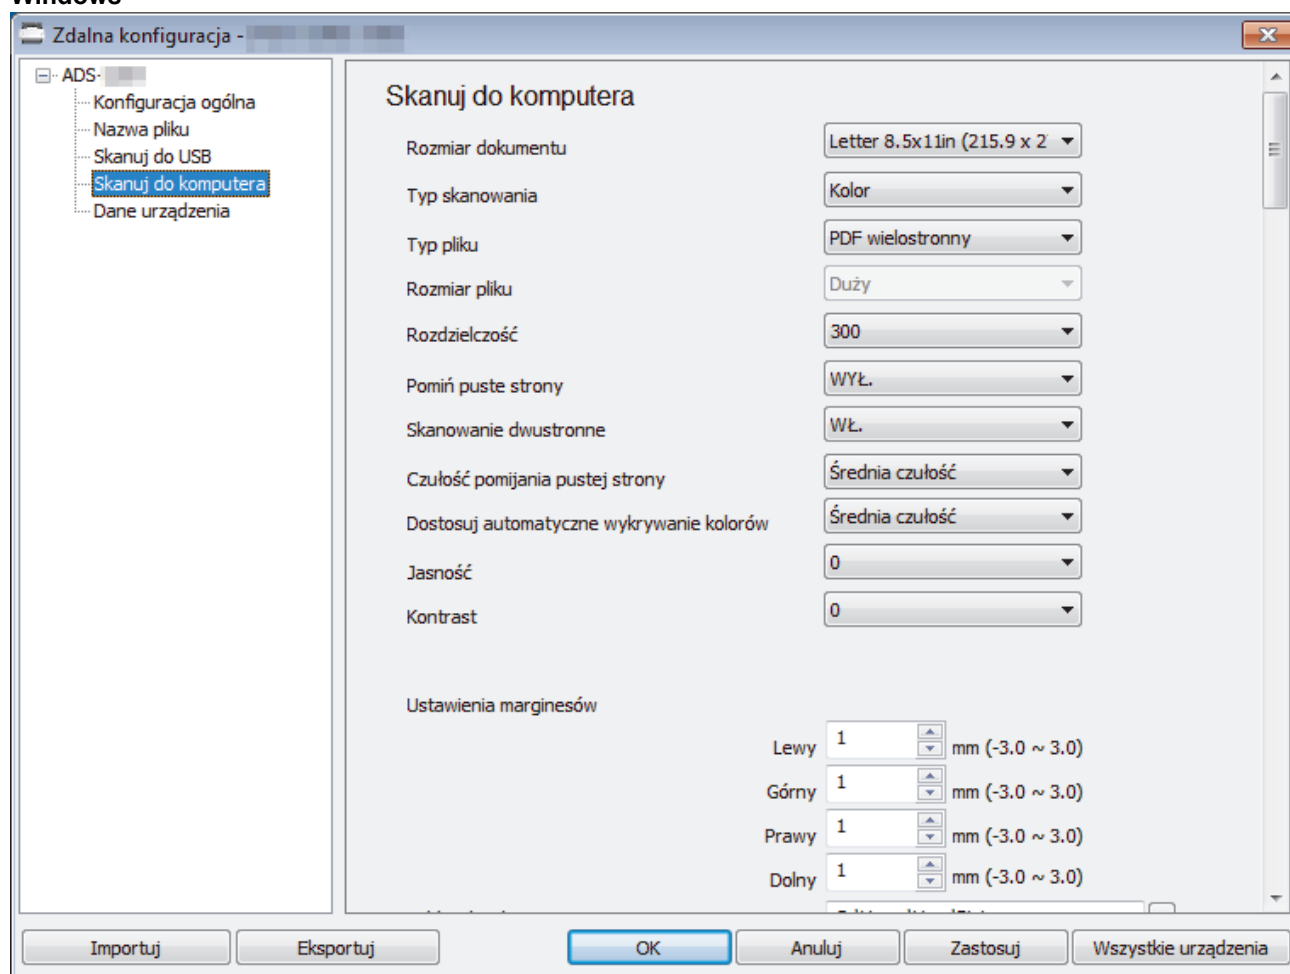 Windows
Zdalna konfiguracja -
ADS-
Konfiguracja ogólna
Nazwa pliku
Skanuj do USB
Skanuj do komputera
Dane urządzenia
Skanuj do komputera
Rozmiar dokumentu Letter 8.5x11in (215.9 x 2
Typ skanowania Kolor
Typ pliku PDF wielostronny
Rozmiar pliku Duży
Rozdzielczość 300
Pomiń puste strony WYŁ.
Skanowanie dwustronne WŁ.
Czułość pomijania pustej strony Średnia czułość
Dostosuj automatyczne wykrywanie kolorów Średnia czułość
Jasność 0
Kontrast 0
Ustawienia marginesów
Lewy 1 mm (-3.0 ~ 3.0)
Górny 1 mm (-3.0 ~ 3.0)
Prawy 1 mm (-3.0 ~ 3.0)
Dolny 1 mm (-3.0 ~ 3.0)
Importuj Eksportuj OK Anuluj Zastosuj Wszystkie urządzenia